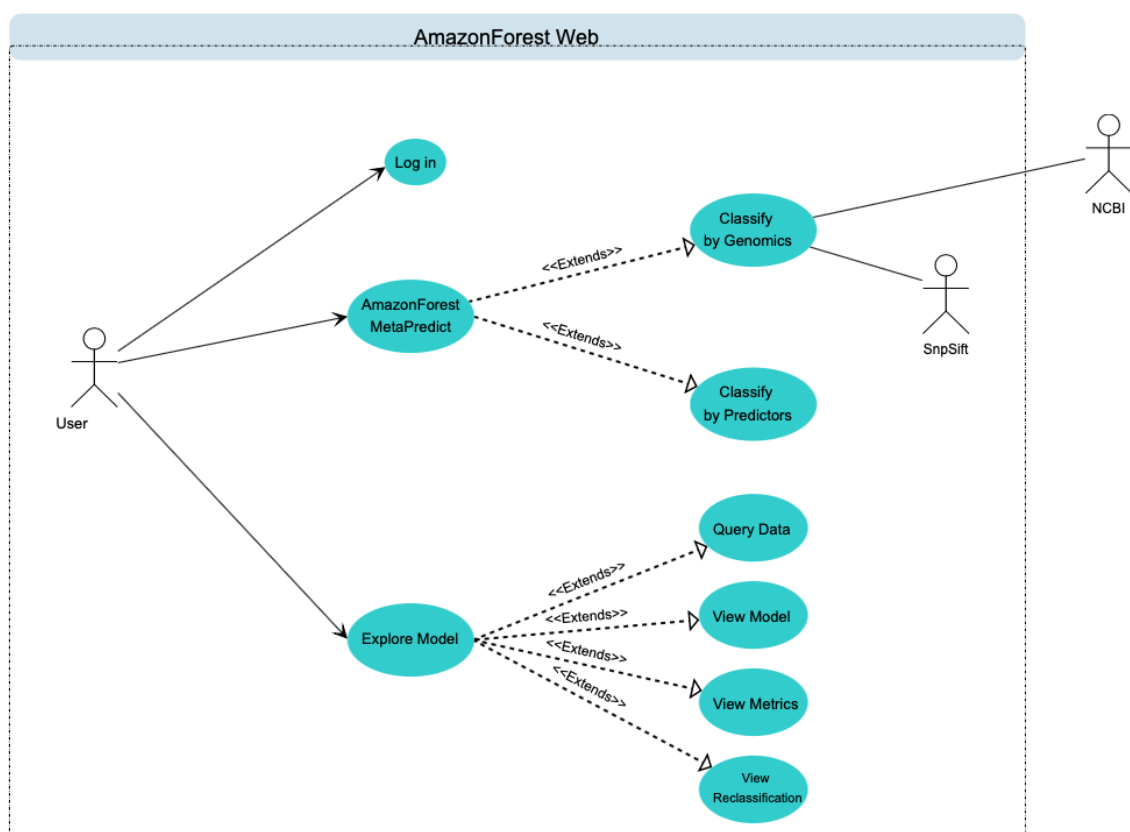 AmazonForest Web
Log in
NCBI
Classify
by Genomics
<<Extends>>
SnpSift
AmazonForest
MetaPredict
<<Extends>>
User
Classify
by Predictors
Query Data
<<Extends>>
View Model
<<Extends>>
Explore Model
<<Extends>>
View Metrics
<<Extends>>
View
Reclassification